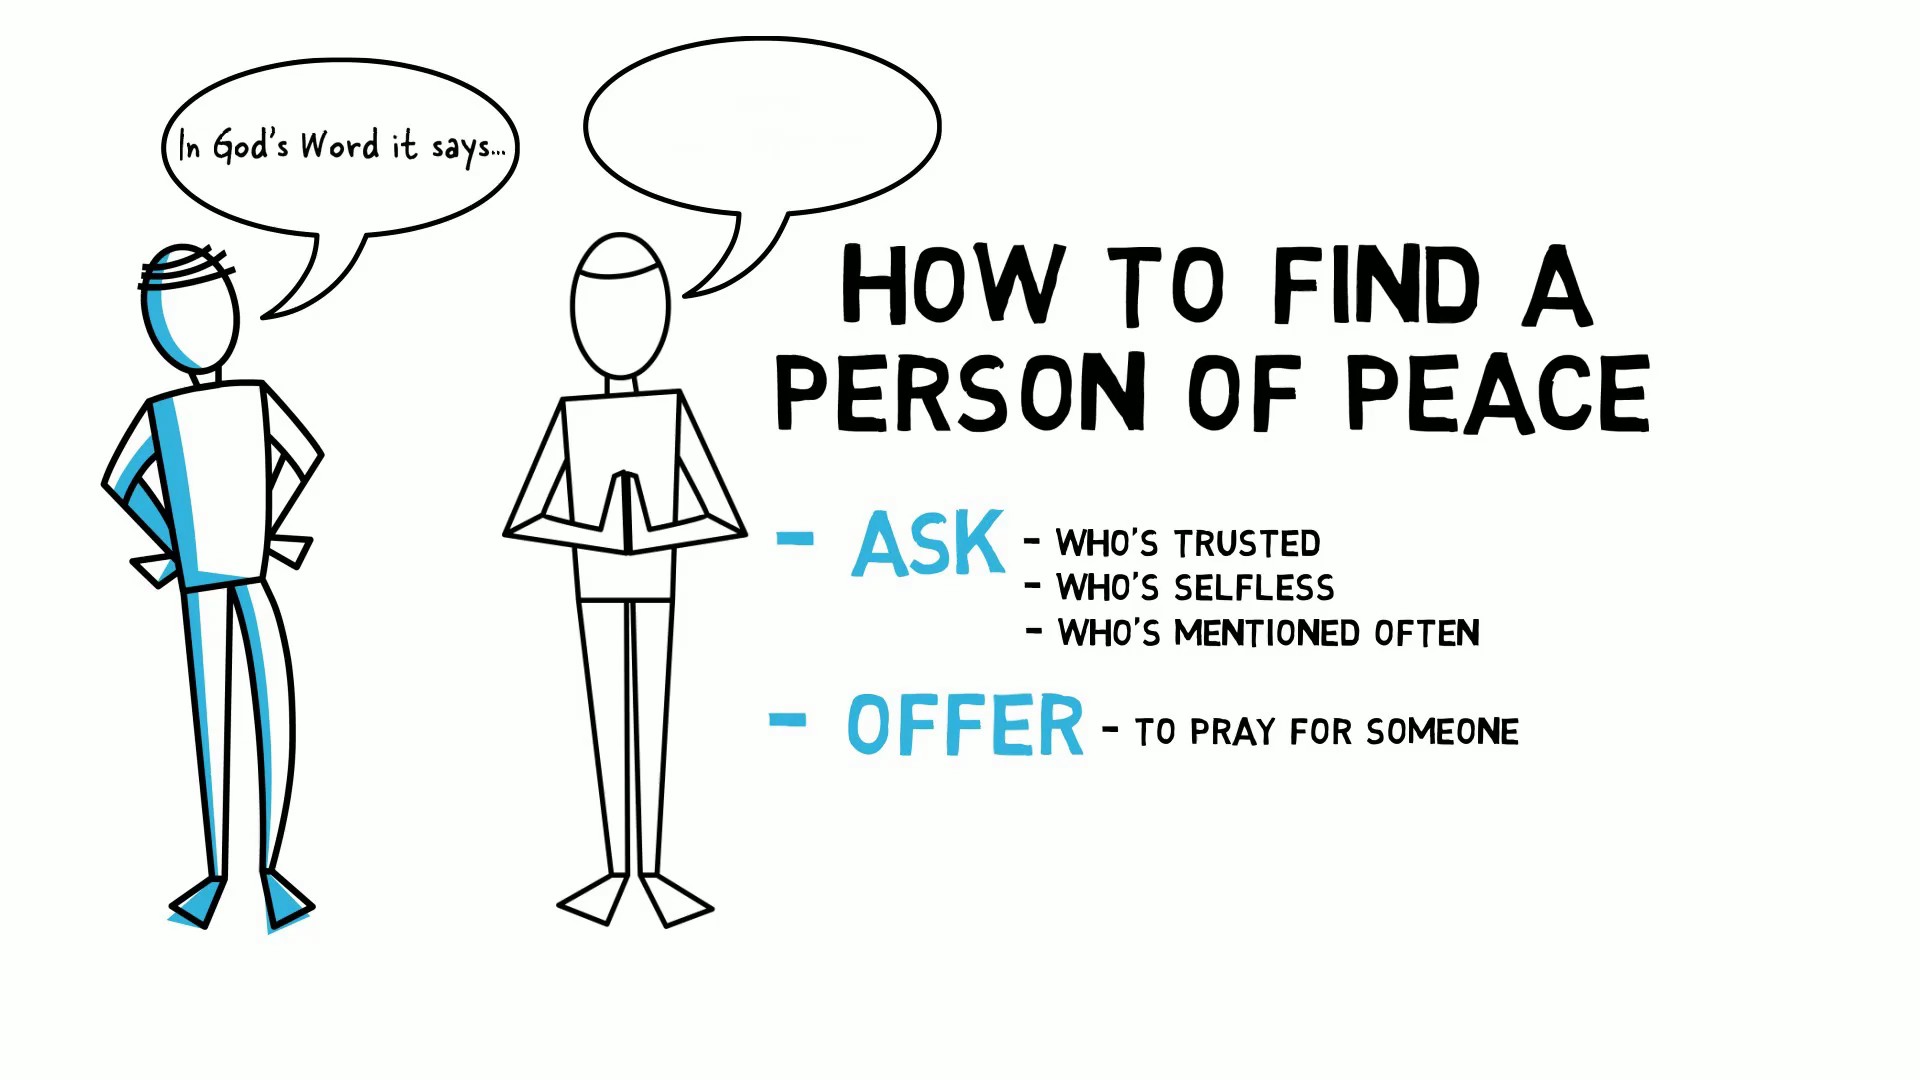 In God's Word it says...
HOW TO FIND A
PERSON OF PEACE
- ASK - WHO'S TRUSTED
- WHO'S SELFLESS
- WHO'S MENTIONED OFTEN
- OFFER - TO PRAY FOR SOMEONE